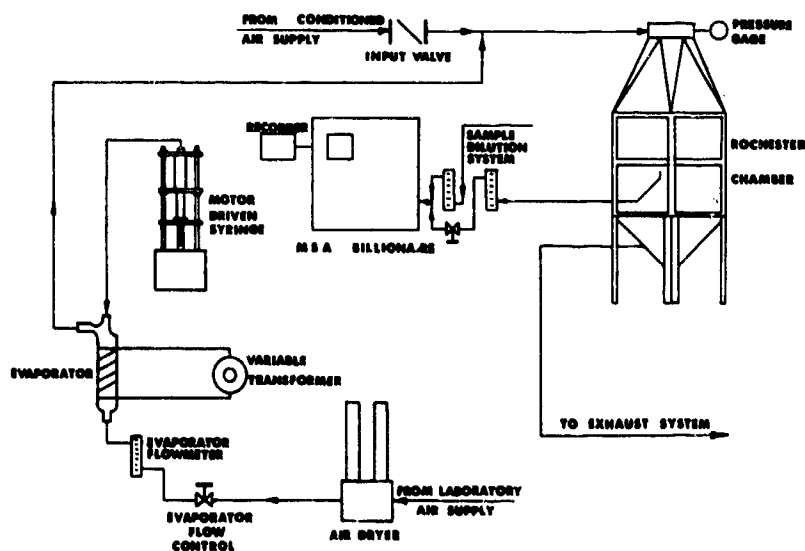 FROM CONDITIONED
AIR SUPPLY
INPUT VALVE
PRESSURE
GAGE
RECORDER
SAMPLE
DILUTION
SYSTEM
ROCHESTER
CHAMBER
MOTOR
DRIVEN
SYRINGE
MSA BILLIONAIRE
EVAPORATOR
VARIABLE
TRANSFORMER
TO EXHAUST SYSTEM
EVAPORATOR
FLOWMETER
FROM LABORATORY
AIR SUPPLY
EVAPORATOR
FLOW
CONTROL
AIR DRYER